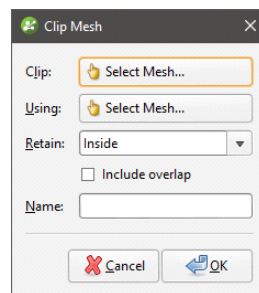 Clip Mesh
Clip: Select Mesh...
Using: Select Mesh...
Retain: Inside
Include overlap
Name:
Cancel OK